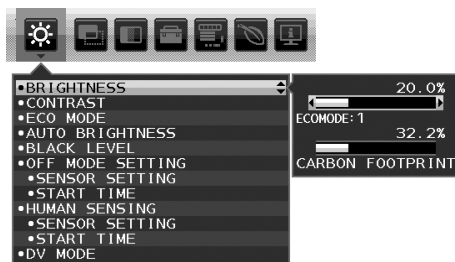 •BRIGHTNESS
•CONTRAST
•ECO MODE
•AUTO BRIGHTNESS
•BLACK LEVEL
•OFF MODE SETTING
•SENSOR SETTING
•START TIME
•HUMAN SENSING
•SENSOR SETTING
•START TIME
•DV MODE
20.0%
ECOMODE:1
32.2%
CARBON FOOTPRINT